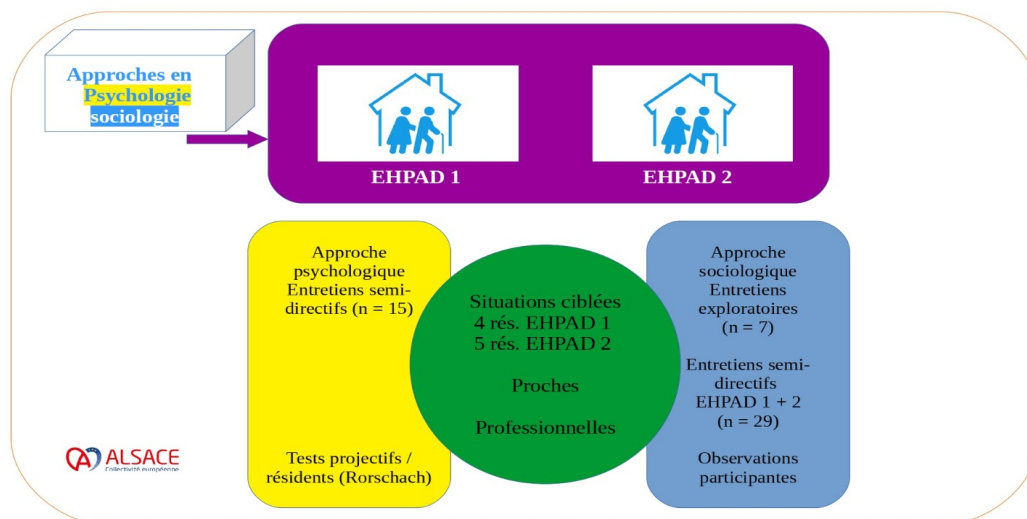 Approches en
Psychologie
sociologie
EHPAD 1
EHPAD 2
Approche
psychologique
Entretiens semi-
directifs (n = 15)
Tests projectifs /
résidents (Rorschach)
Situations ciblées
4 rés. EHPAD 1
5 rés. EHPAD 2
Proches
Professionnelles
Approche
sociologique
Entretiens
exploratoires
(n = 7)
Entretiens semi-
directifs
EHPAD 1 + 2
(n = 29)
Observations
participantes
ALSACE
Collectivité européenne